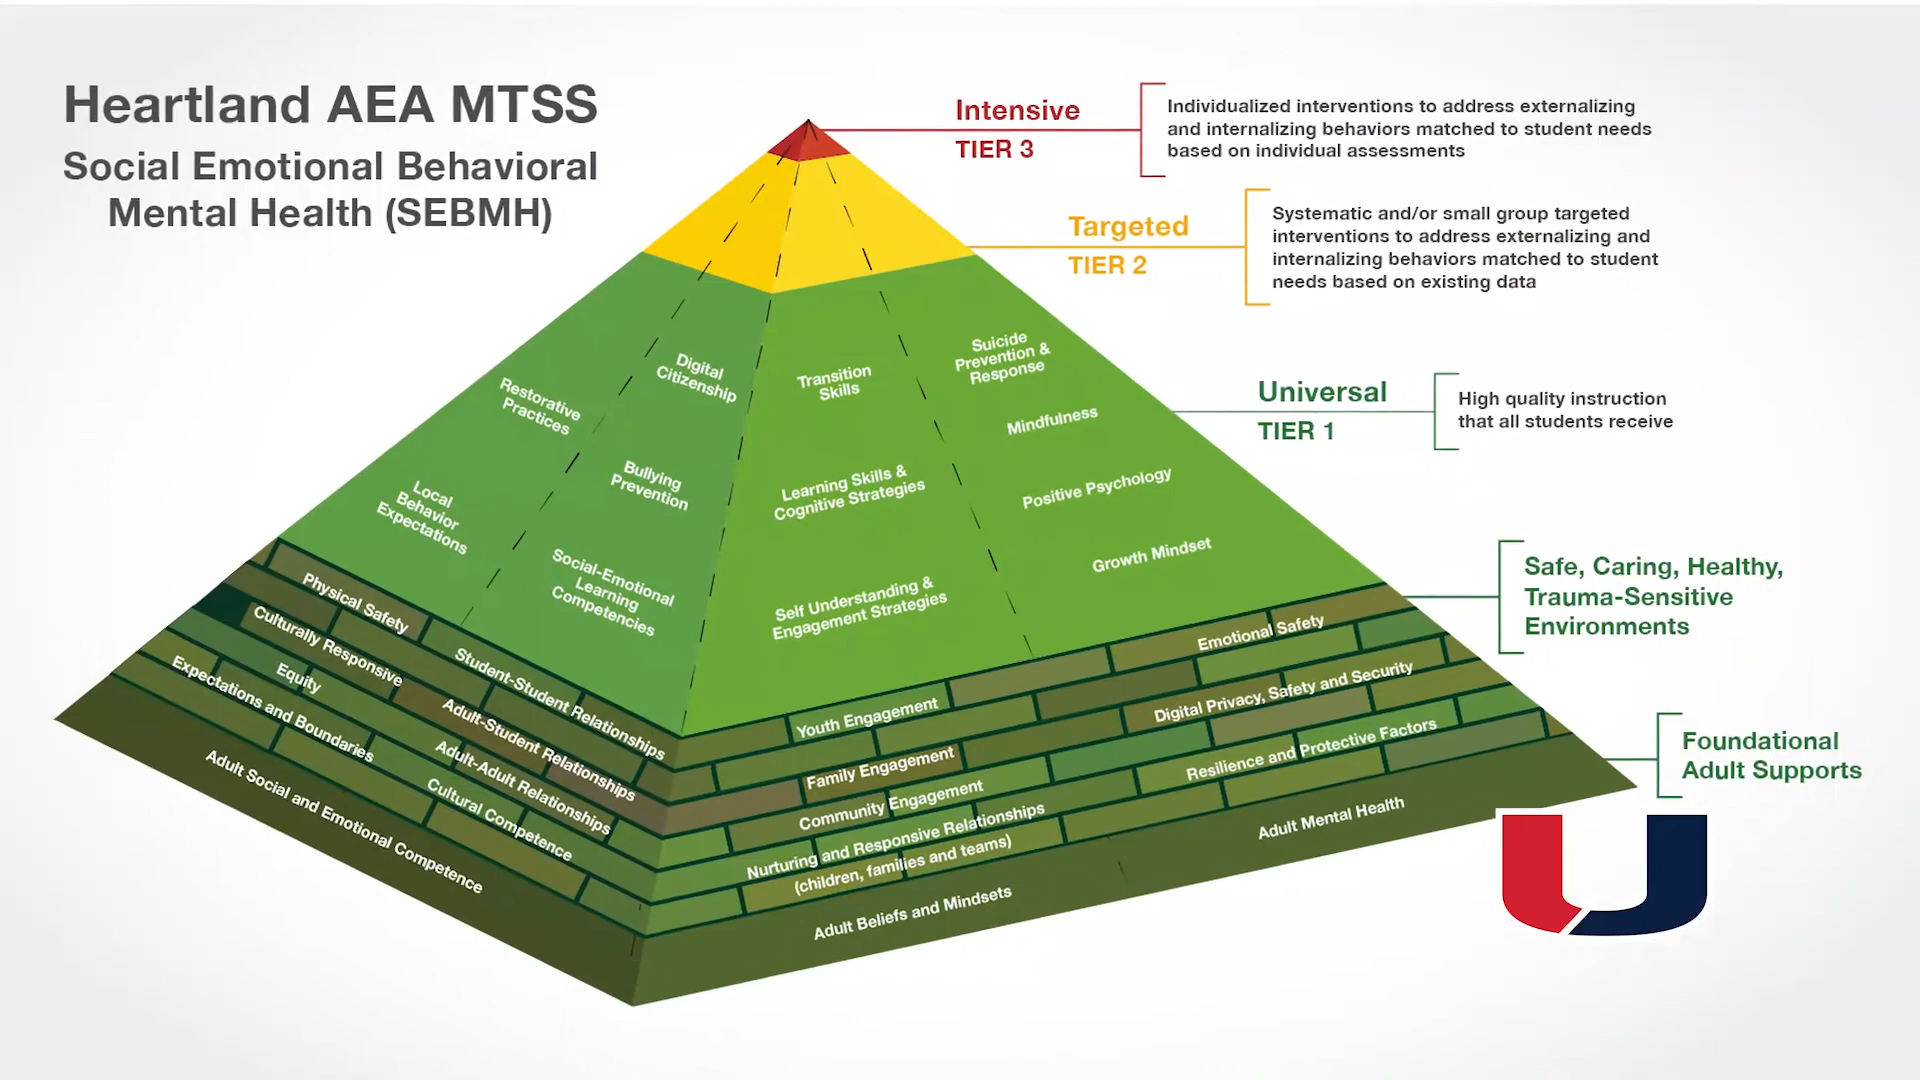 Heartland AEA MTSS
Social Emotional Behavioral
Mental Health (SEBMH)
Intensive
TIER 3
Individualized interventions to address externalizing
and internalizing behaviors matched to student needs
based on individual assessments
Targeted
TIER 2
Systematic and/or small group targeted
interventions to address externalizing and
internalizing behaviors matched to student
needs based on existing data
Universal
TIER 1
High quality instruction
that all students receive
Restorative
Practices
Digital
Citizenship
Transition
Skills
Suicide
Prevention &
Response
Mindfulness
Local
Behavior
Expectations
Bullying
Prevention
Learning Skills &
Cognitive Strategies
Positive Psychology
Social-Emotional
Learning
Competencies
Self Understanding &
Engagement Strategies
Growth Mindset
Safe, Caring, Healthy,
Trauma-Sensitive
Environments
Physical Safety
Student-Student Relationships
Culturally Responsive
Adult-Student Relationships
Equity
Adult-Adult Relationships
Expectations and Boundaries
Cultural Competence
Youth Engagement
Emotional Safety
Family Engagement
Digital Privacy, Safety and Security
Community Engagement
Resilience and Protective Factors
Nurturing and Responsive Relationships
(children, families and teams)
Foundational
Adult Supports
Adult Social and Emotional Competence
Adult Beliefs and Mindsets
Adult Mental Health
U